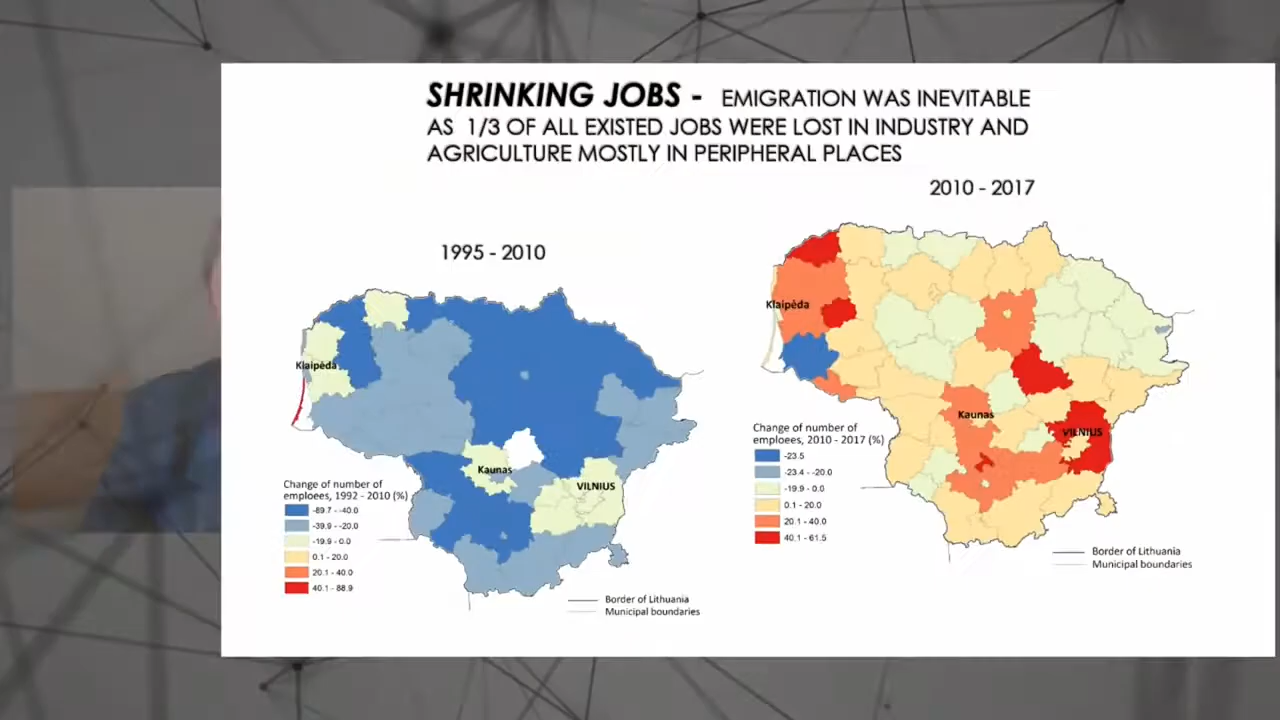 SHRINKING JOBS - EMIGRATION WAS INEVITABLE
AS 1/3 OF ALL EXISTED JOBS WERE LOST IN INDUSTRY AND
AGRICULTURE MOSTLY IN PERIPHERAL PLACES
1995 - 2010
Klaipėda
Kaunas
VILNIUS
Change of number of
emploees, 1992 - 2010 (%)
-89.7 - -40.0
-39.9 - -20.0
-19.9 - 0.0
0.1 - 20.0
20.1 - 40.0
40.1 - 88.9
Border of Lithuania
Municipal boundaries
2010 - 2017
Klaipėda
Kaunas
VILNIUS
Change of number of
emploees, 2010 - 2017 (%)
-23.5
-23.4 - -20.0
-19.9 - 0.0
0.1 - 20.0
20.1 - 40.0
40.1 - 61.5
Border of Lithuania
Municipal boundaries